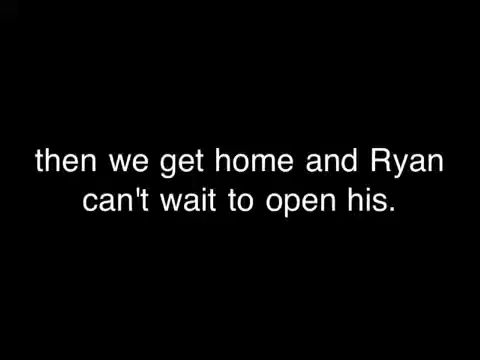 then we get home and Ryan
can't wait to open his.